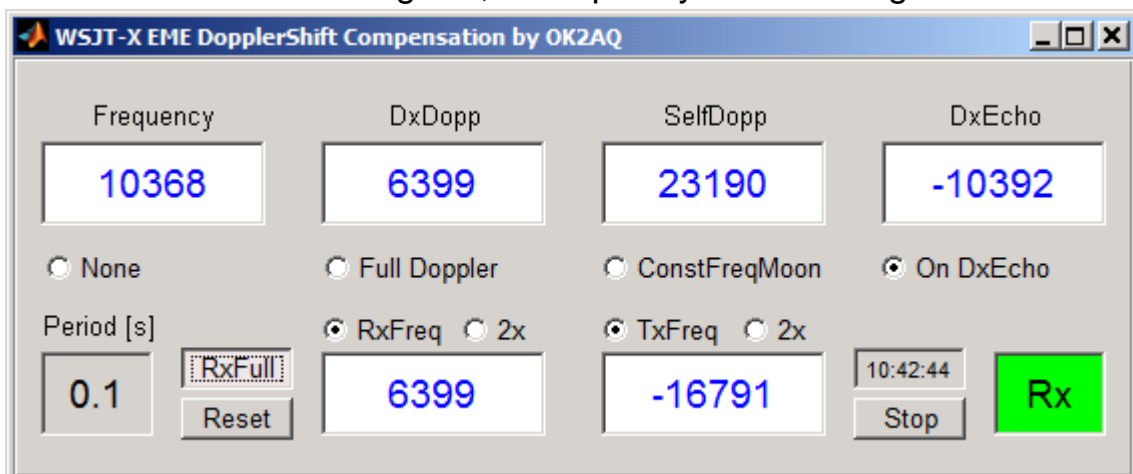 WSJT-X EME DopplerShift Compensation by OK2AQ
Frequency DxDopp SelfDopp DxEcho
10368 6399 23190 -10392
None Full Doppler ConstFreqMoon On DxEcho
Period [s] RxFreq 2x TxFreq 2x
0.1 RxFull 6399 -16791 10:42:44 Rx
Reset Stop